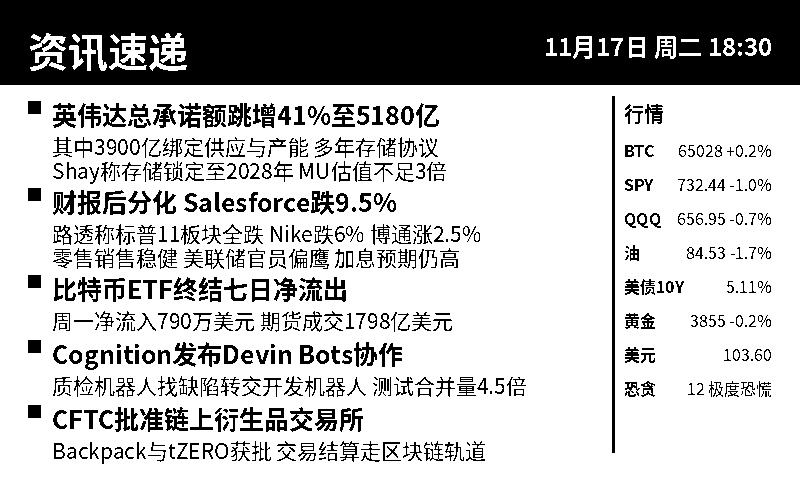 资讯速递
11月17日 周二 18:30
英伟达总承诺额跳增41%至5180亿
其中3900亿绑定供应与产能 多年存储协议
Shay称存储锁定至2028年 MU估值不足3倍
财报后分化 Salesforce跌9.5%
路透称标普11板块全跌 Nike跌6% 博通涨2.5%
零售销售稳健 美联储官员偏鹰 加息预期仍高
比特币ETF终结七日净流出
周一净流入790万美元 期货成交1798亿美元
Cognition发布Devin Bots协作
质检机器人找缺陷转交开发机器人 测试合并量4.5倍
CFTC批准链上衍生品交易所
Backpack与tZERO获批 交易结算走区块链轨道
行情
BTC 65028 +0.2%
SPY 732.44 -1.0%
QQQ 656.95 -0.7%
油 84.53 -1.7%
美债10Y 5.11%
黄金 3855 -0.2%
美元 103.60
恐贪 12 极度恐慌